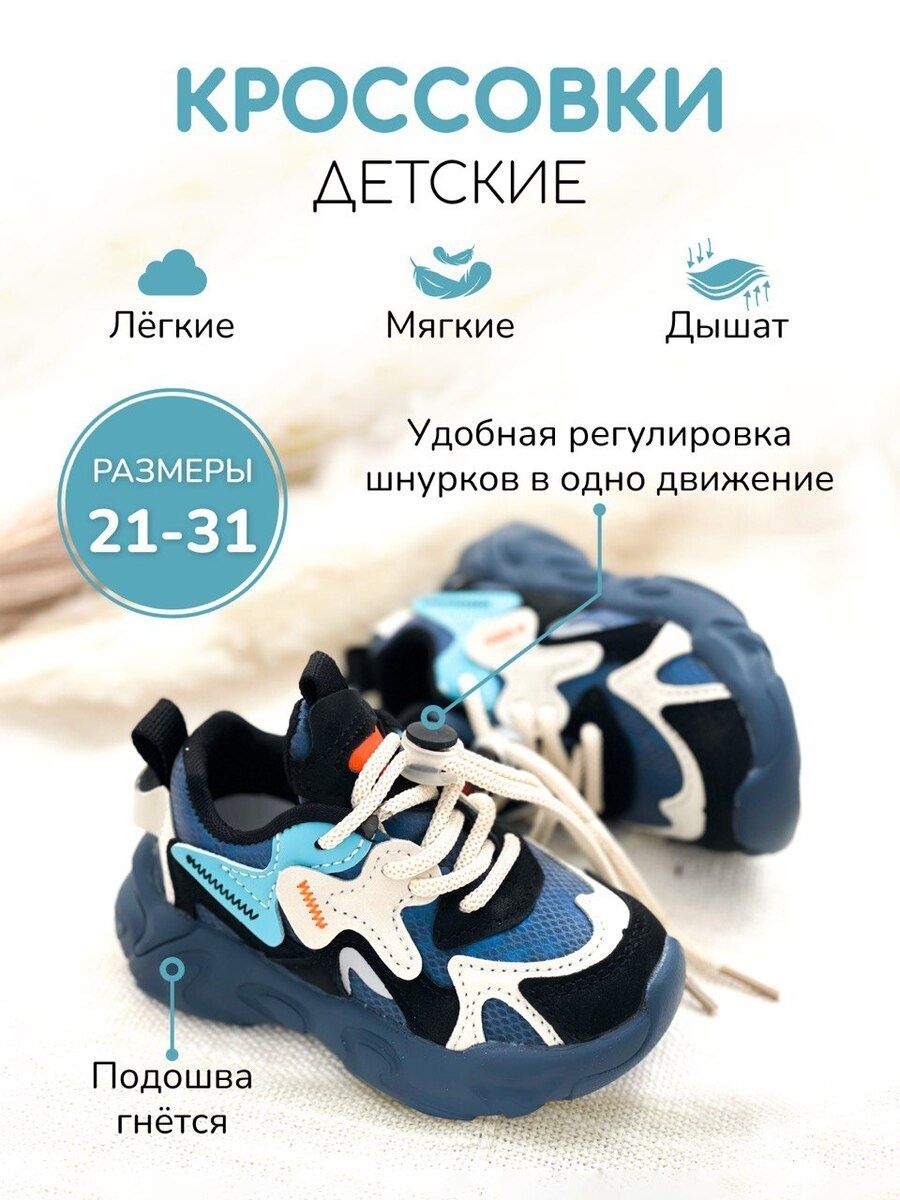 КРОССОВКИ
ДЕТСКИЕ
Лёгкие
Мягкие
Дышат
РАЗМЕРЫ
21-31
Удобная регулировка
шнурков в одно движение
Подошва
гнётся